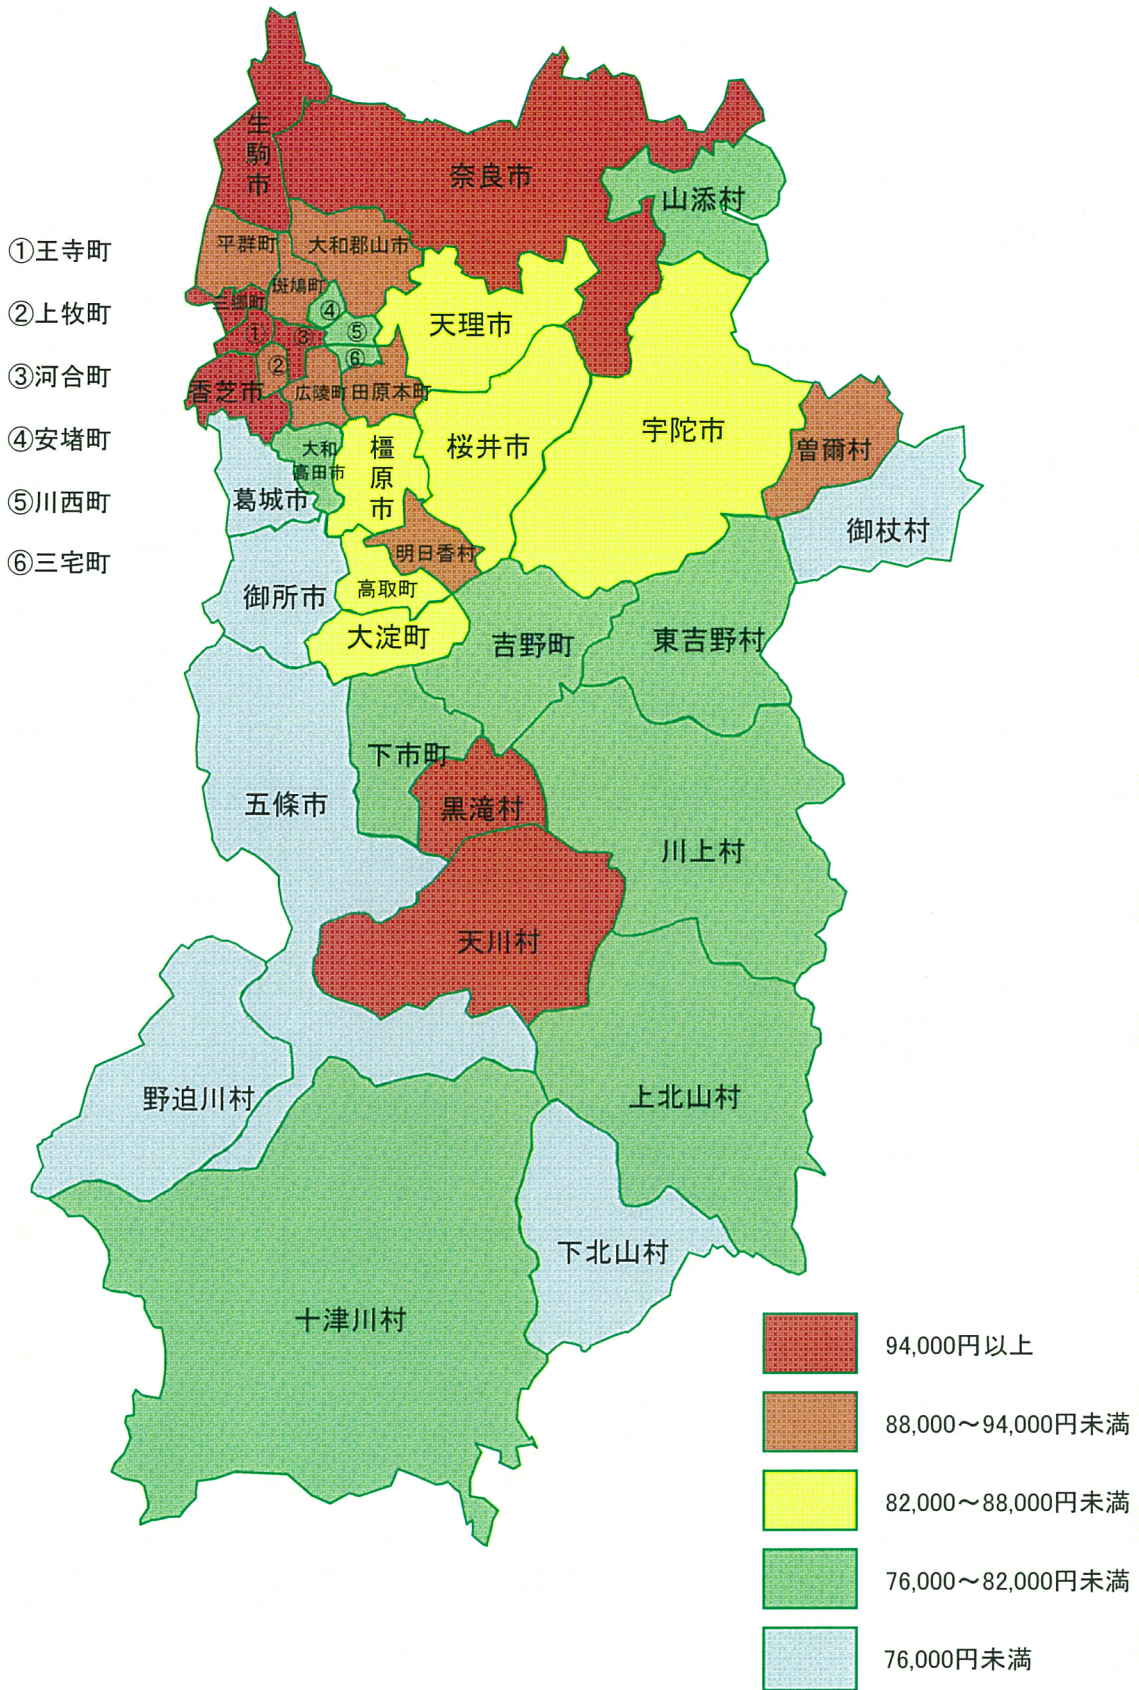 生駒市
奈良市
山添村
平群町
大和郡山市
①王寺町
斑鳩町
三郷町
④
②上牧町
天理市
①
③
⑤
⑥
②
③河合町
香芝市
広陵町
田原本町
宇陀市
④安堵町
大和
高田市
橿原市
桜井市
曽爾村
⑤川西町
葛城市
御杖村
⑥三宅町
明日香村
御所市
高取町
大淀町
吉野町
東吉野村
下市町
五條市
黒滝村
川上村
天川村
野迫川村
上北山村
下北山村
十津川村
94,000円以上
88,000～94,000円未満
82,000～88,000円未満
76,000～82,000円未満
76,000円未満